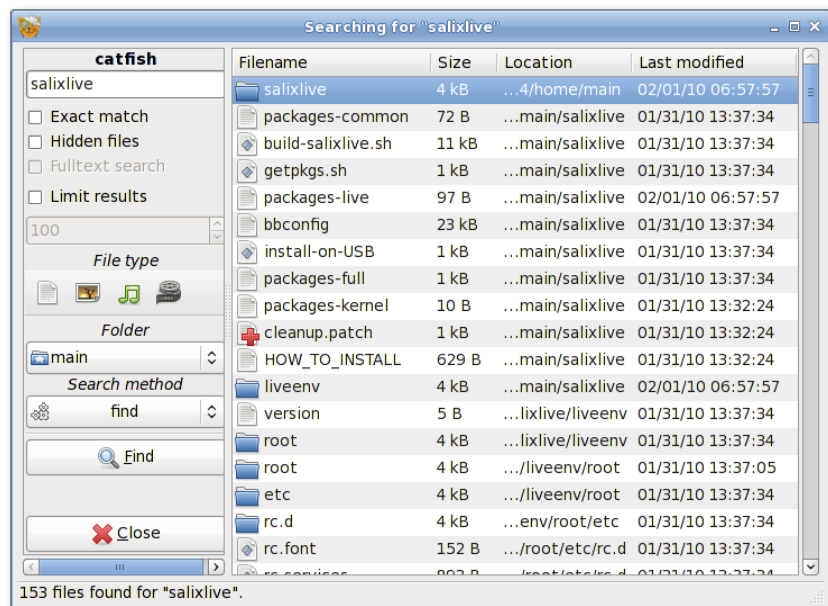 Searching for "salixlive"
catfish
salixlive
Exact match
Hidden files
Fulltext search
Limit results
100
File type
Folder
main
Search method
find
Find
Close
Filename Size Location Last modified
salixlive 4 kB ...4/home/main 02/01/10 06:57:57
packages-common 72 B ...main/salixlive 01/31/10 13:37:34
build-salixlive.sh 11 kB ...main/salixlive 01/31/10 13:37:34
getpkgs.sh 1 kB ...main/salixlive 01/31/10 13:37:34
packages-live 97 B ...main/salixlive 02/01/10 06:57:57
bbconfig 23 kB ...main/salixlive 01/31/10 13:37:34
install-on-USB 1 kB ...main/salixlive 01/31/10 13:37:34
packages-full 1 kB ...main/salixlive 01/31/10 13:37:34
packages-kernel 10 B ...main/salixlive 01/31/10 13:32:24
cleanup.patch 1 kB ...main/salixlive 01/31/10 13:32:24
HOW_TO_INSTALL 629 B ...main/salixlive 01/31/10 13:32:24
liveenv 4 kB ...main/salixlive 02/01/10 06:57:57
version 5 B ...lixlive/liveenv 01/31/10 13:37:34
root 4 kB ...lixlive/liveenv 01/31/10 13:37:34
root 4 kB .../liveenv/root 01/31/10 13:37:05
etc 4 kB .../liveenv/root 01/31/10 13:37:34
rc.d 4 kB ...env/root/etc 01/31/10 13:37:34
rc.font 152 B .../root/etc/rc.d 01/31/10 13:37:34
153 files found for "salixlive".